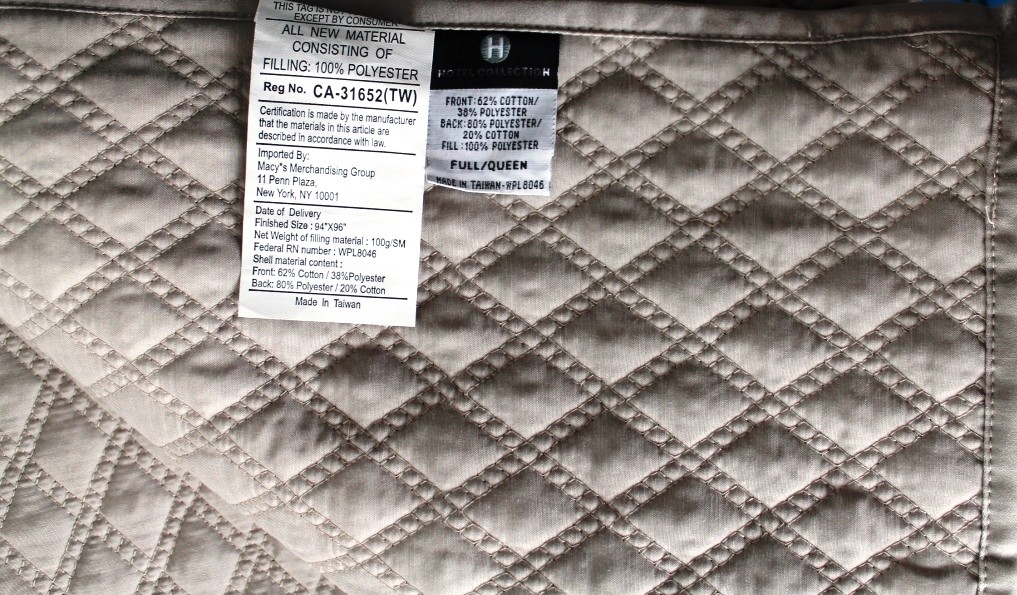 THIS TAG IS NOT
EXCEPT BY CONSUMER
ALL NEW MATERIAL
CONSISTING OF
FILLING: 100% POLYESTER
Reg No. CA-31652(TW)
Certification is made by the manufacturer
that the materials in this article are
described in accordance with law.
Imported By:
Macy"s Merchandising Group
11 Penn Plaza,
New York, NY 10001
Date of Delivery
Finished Size : 94"X96"
Net Weight of filling material : 100g/SM
Federal RN number : WPL8046
Shell material content :
Front: 62% Cotton / 38%Polyester
Back: 80% Polyester / 20% Cotton
Made In Taiwan
H
HOTEL COLLECTION
FRONT:62% COTTON/
38% POLYESTER
BACK:80% POLYESTER/
20% COTTON
FILL :100% POLYESTER
FULL/QUEEN
MADE IN TAIWAN-WPL8046